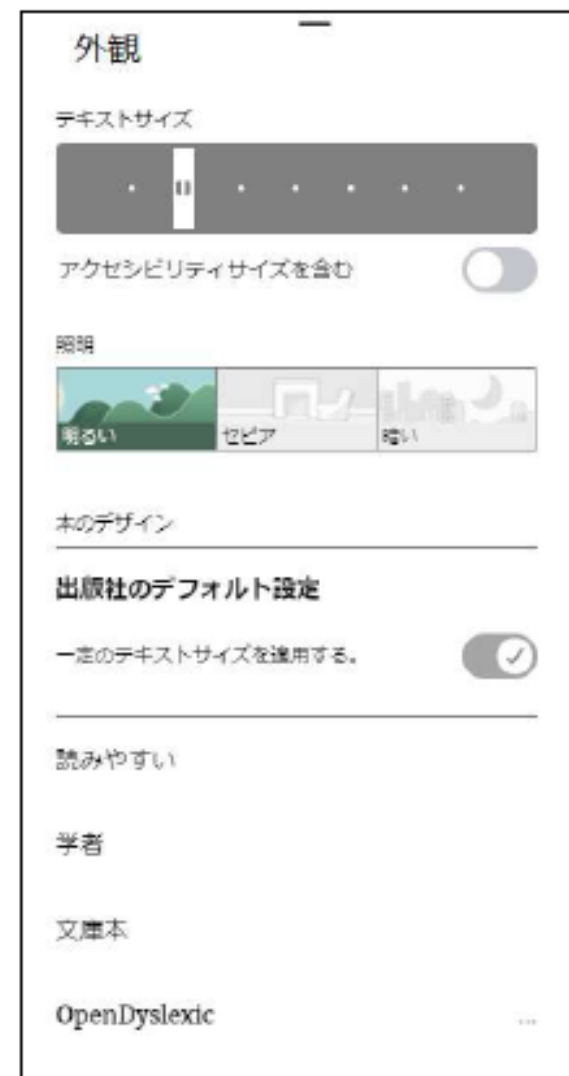 外観
テキストサイズ
アクセシビリティサイズを含む
照明
明るい
セピア
暗い
本のデザイン
出版社のデフォルト設定
一定のテキストサイズを適用する。
読みやすい
学者
文庫本
OpenDyslexic ...